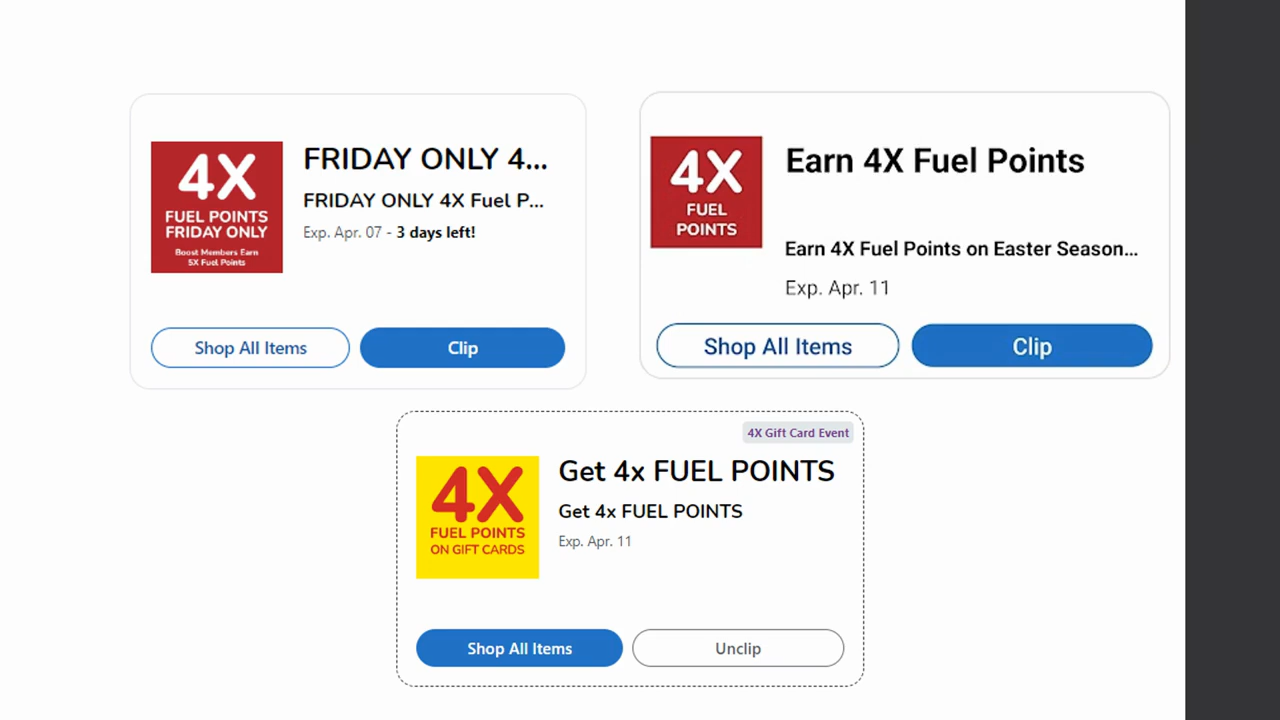 4X
FUEL POINTS
FRIDAY ONLY
Boost Members Earn
5X Fuel Points
FRIDAY ONLY 4...
FRIDAY ONLY 4X Fuel P...
Exp. Apr. 07 - 3 days left!
Shop All Items
Clip
4X
FUEL
POINTS
Earn 4X Fuel Points
Earn 4X Fuel Points on Easter Season...
Exp. Apr. 11
Shop All Items
Clip
4X Gift Card Event
4X
FUEL POINTS
ON GIFT CARDS
Get 4x FUEL POINTS
Get 4x FUEL POINTS
Exp. Apr. 11
Shop All Items
Unclip